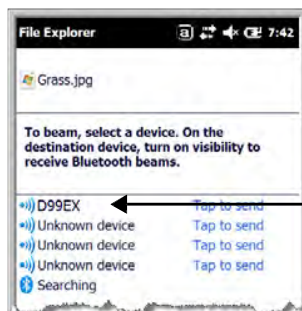 File Explorer 7:42
Grass.jpg
To beam, select a device. On the
destination device, turn on visibility to
receive Bluetooth beams.
D99EX Tap to send
Unknown device Tap to send
Unknown device Tap to send
Unknown device Tap to send
Searching